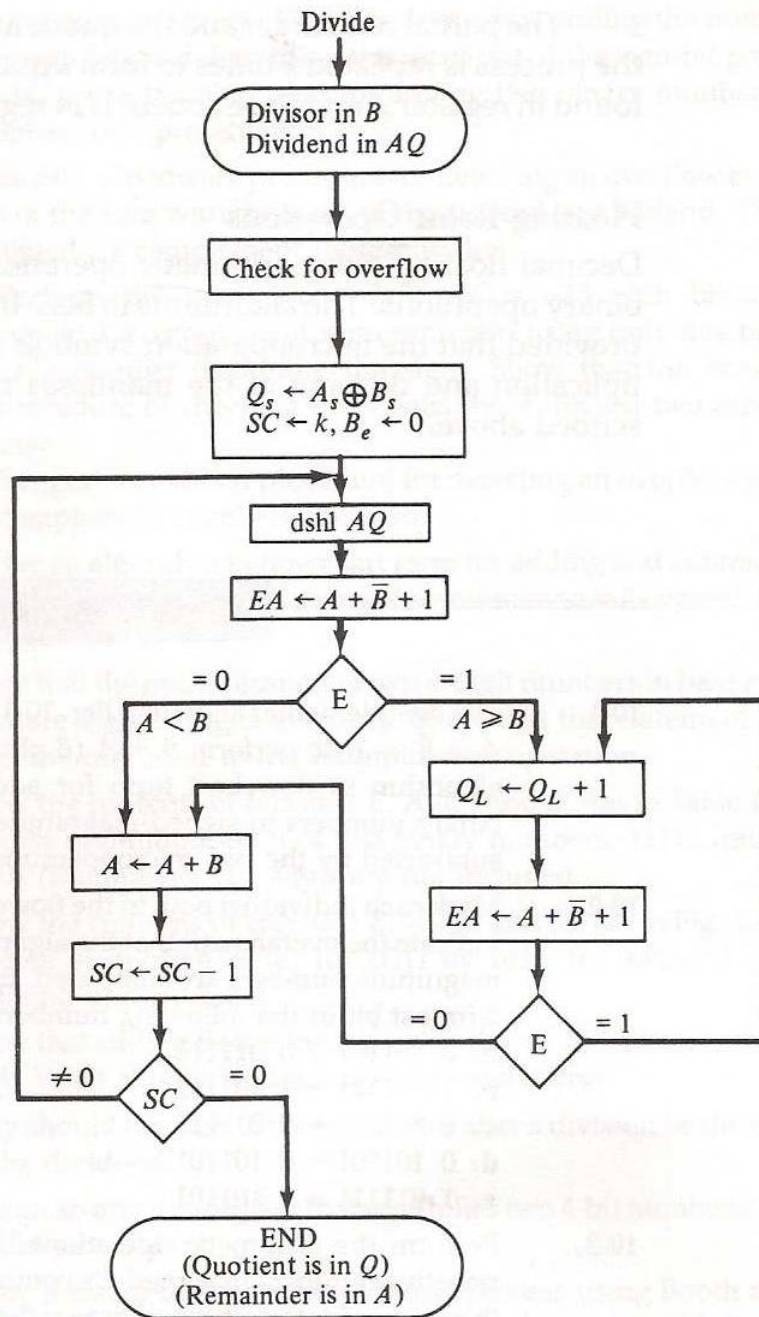 Divide
Divisor in B
Dividend in AQ
Check for overflow
Qₛ ← Aₛ ⊕ Bₛ
SC ← k, Bₑ ← 0
dshl AQ
EA ← A + B̅ + 1
= 0
E
= 1
A < B
A ⩾ B
Q_L ← Q_L + 1
A ← A + B
EA ← A + B̅ + 1
SC ← SC − 1
= 0
E
= 1
≠0
SC
= 0
END
(Quotient is in Q)
(Remainder is in A)